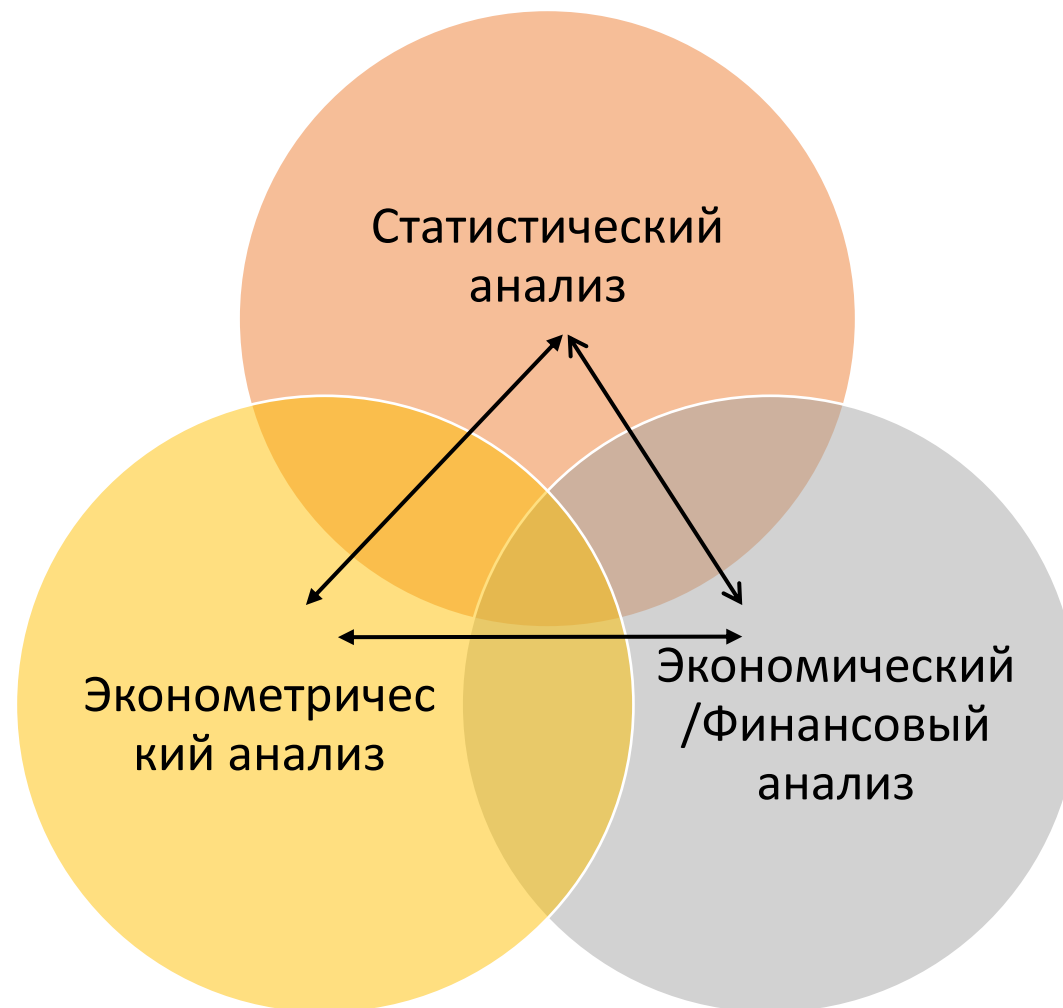 Статистический
анализ
Эконометричес
кий анализ
Экономический
/Финансовый
анализ